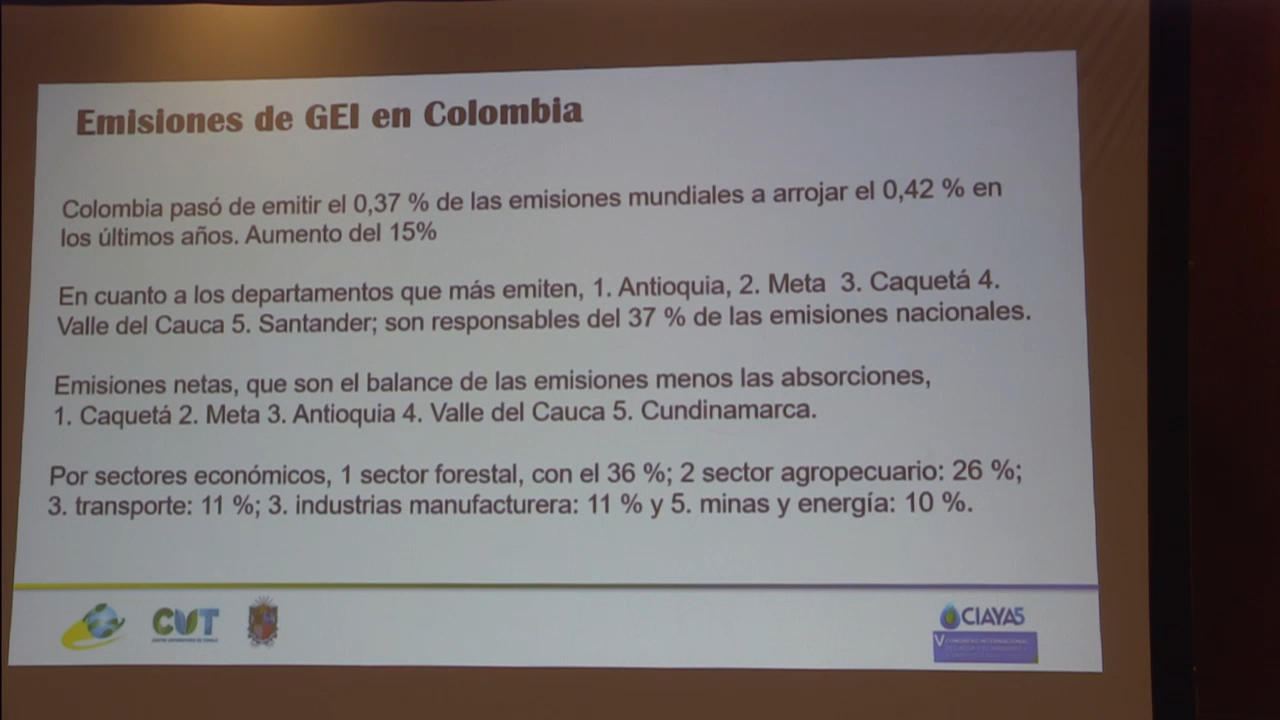 Emisiones de GEI en Colombia
Colombia pasó de emitir el 0,37 % de las emisiones mundiales a arrojar el 0,42 % en
los últimos años. Aumento del 15%
En cuanto a los departamentos que más emiten, 1. Antioquia, 2. Meta 3. Caquetá 4.
Valle del Cauca 5. Santander; son responsables del 37 % de las emisiones nacionales.
Emisiones netas, que son el balance de las emisiones menos las absorciones,
1. Caquetá 2. Meta 3. Antioquia 4. Valle del Cauca 5. Cundinamarca.
Por sectores económicos, 1 sector forestal, con el 36 %; 2 sector agropecuario: 26 %;
3. transporte: 11 %; 3. industrias manufacturera: 11 % y 5. minas y energía: 10 %.
CUT
CIAYA5
V CONGRESO INTERNACIONAL